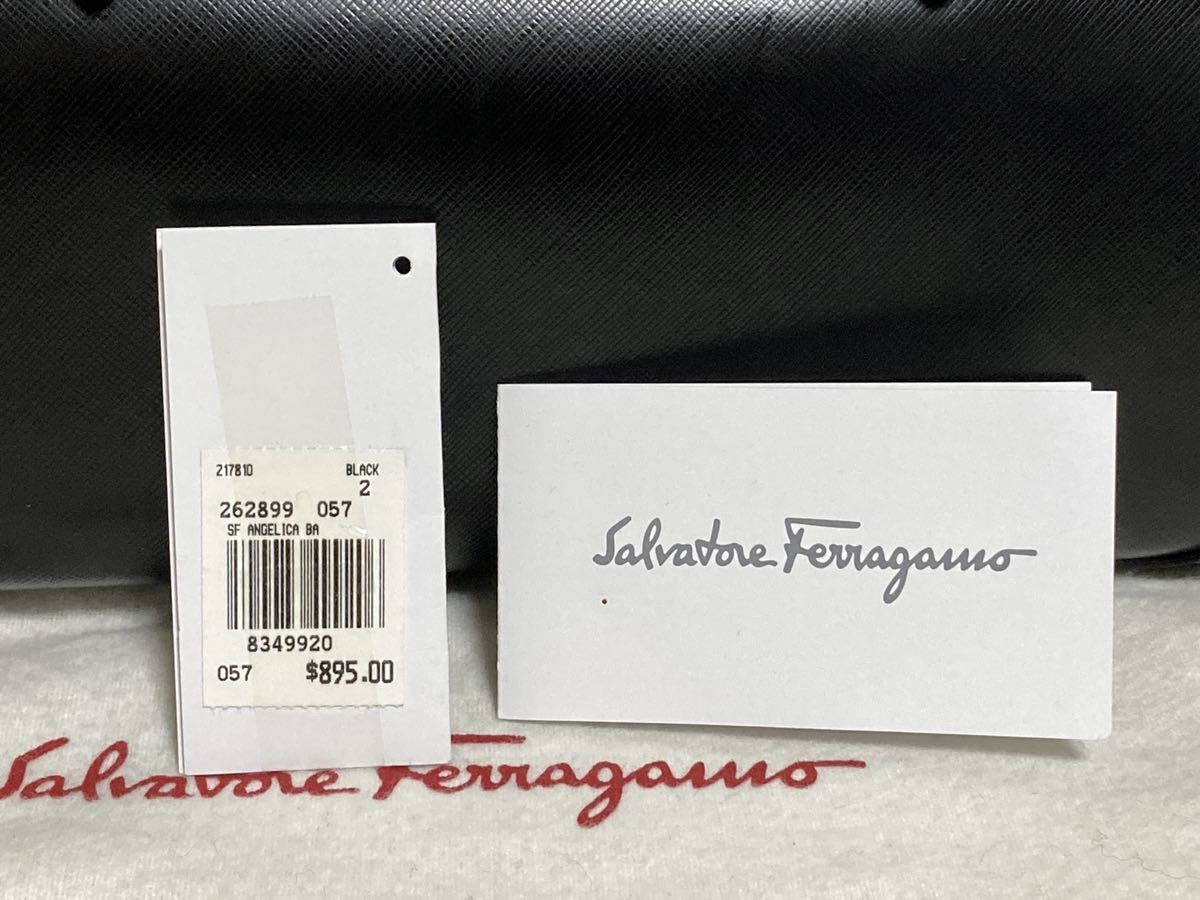 217810 BLACK
2
262899 057
SF ANGELICA BA
8349920
057 $895.00
Salvatore Ferragamo
Salvatore Ferragamo